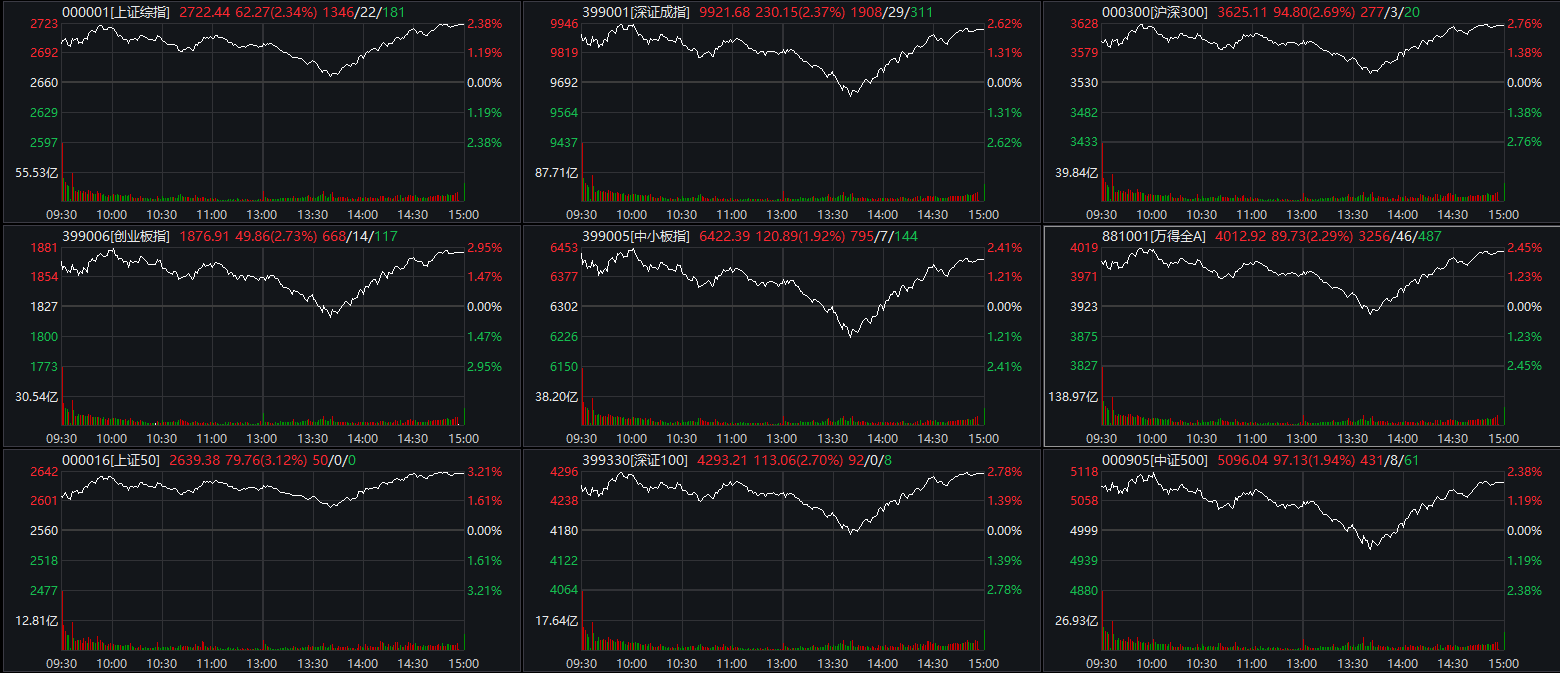 000001[上证综指] 2722.44 62.27(2.34%) 1346/22/181
2723 2.38%
2692 1.19%
2660 0.00%
2629 1.19%
2597 2.38%
55.53亿
09:30 10:00 10:30 11:00 13:00 13:30 14:00 14:30 15:00
399001[深证成指] 9921.68 230.15(2.37%) 1908/29/311
9946 2.62%
9819 1.31%
9692 0.00%
9564 1.31%
9437 2.62%
87.71亿
09:30 10:00 10:30 11:00 13:00 13:30 14:00 14:30 15:00
000300[沪深300] 3625.11 94.80(2.69%) 277/3/20
3628 2.76%
3579 1.38%
3530 0.00%
3482 1.38%
3433 2.76%
39.84亿
09:30 10:00 10:30 11:00 13:00 13:30 14:00 14:30 15:00
399006[创业板指] 1876.91 49.86(2.73%) 668/14/117
1881 2.95%
1854 1.47%
1827 0.00%
1800 1.47%
1773 2.95%
30.54亿
09:30 10:00 10:30 11:00 13:00 13:30 14:00 14:30 15:00
399005[中小板指] 6422.39 120.89(1.92%) 795/7/144
6453 2.41%
6377 1.21%
6302 0.00%
6226 1.21%
6150 2.41%
38.20亿
09:30 10:00 10:30 11:00 13:00 13:30 14:00 14:30 15:00
881001[万得全A] 4012.92 89.73(2.29%) 3256/46/487
4019 2.45%
3971 1.23%
3923 0.00%
3875 1.23%
3827 2.45%
138.97亿
09:30 10:00 10:30 11:00 13:00 13:30 14:00 14:30 15:00
000016[上证50] 2639.38 79.76(3.12%) 50/0/0
2642 3.21%
2601 1.61%
2560 0.00%
2518 1.61%
2477 3.21%
12.81亿
09:30 10:00 10:30 11:00 13:00 13:30 14:00 14:30 15:00
399330[深证100] 4293.21 113.06(2.70%) 92/0/8
4296 2.78%
4238 1.39%
4180 0.00%
4122 1.39%
4064 2.78%
17.64亿
09:30 10:00 10:30 11:00 13:00 13:30 14:00 14:30 15:00
000905[中证500] 5096.04 97.13(1.94%) 431/8/61
5118 2.38%
5058 1.19%
4999 0.00%
4939 1.19%
4880 2.38%
26.93亿
09:30 10:00 10:30 11:00 13:00 13:30 14:00 14:30 15:00